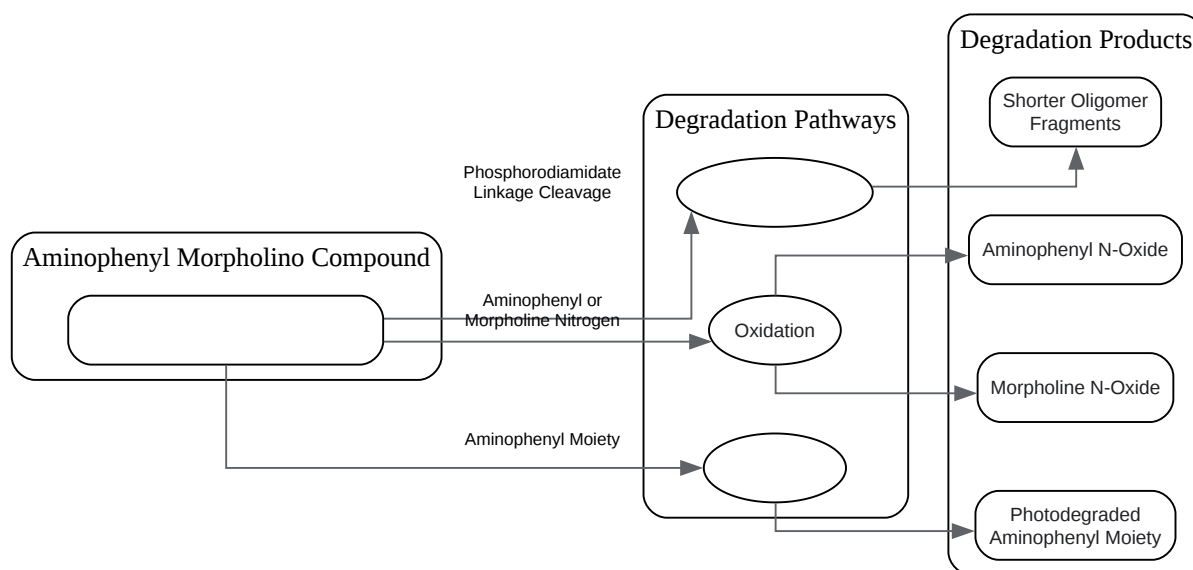 Degradation Products
Shorter Oligomer
Fragments
Degradation Pathways
Phosphorodiamidate
Linkage Cleavage
Aminophenyl Morpholino Compound
Aminophenyl N-Oxide
Aminophenyl or
Morpholine Nitrogen
Oxidation
Morpholine N-Oxide
Aminophenyl Moiety
Photodegraded
Aminophenyl Moiety